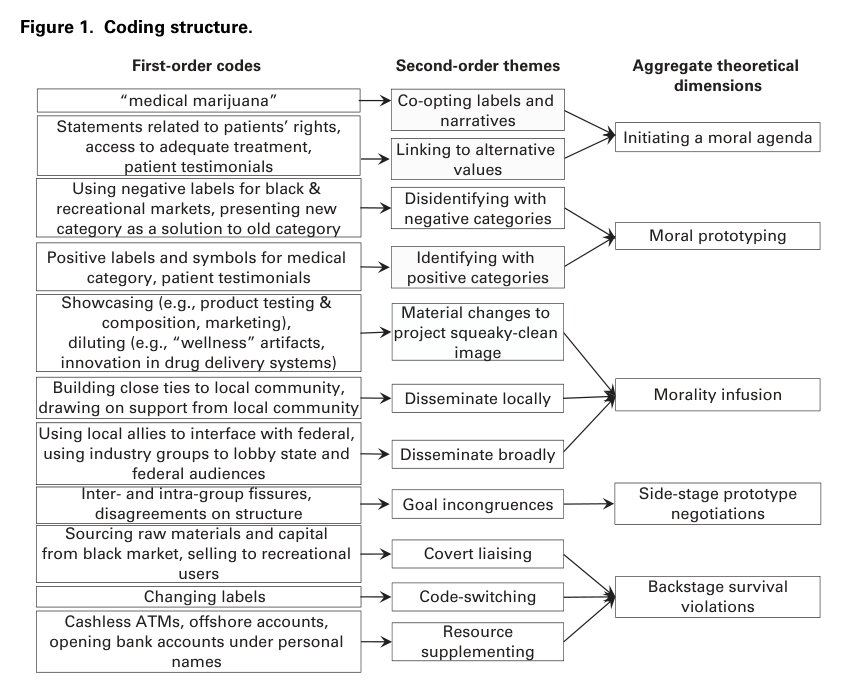 Figure 1. Coding structure.
First-order codes
Second-order themes
Aggregate theoretical
dimensions
“medical marijuana”
Co-opting labels and
narratives
Initiating a moral agenda
Statements related to patients’ rights,
access to adequate treatment,
patient testimonials
Linking to alternative
values
Using negative labels for black &
recreational markets, presenting new
category as a solution to old category
Disidentifying with
negative categories
Moral prototyping
Positive labels and symbols for medical
category, patient testimonials
Identifying with
positive categories
Showcasing (e.g., product testing &
composition, marketing),
diluting (e.g., “wellness” artifacts,
innovation in drug delivery systems)
Material changes to
project squeaky-clean
image
Morality infusion
Building close ties to local community,
drawing on support from local community
Disseminate locally
Using local allies to interface with federal,
using industry groups to lobby state and
federal audiences
Disseminate broadly
Inter- and intra-group fissures,
disagreements on structure
Goal incongruences
Side-stage prototype
negotiations
Sourcing raw materials and capital
from black market, selling to recreational
users
Covert liaising
Backstage survival
violations
Changing labels
Code-switching
Cashless ATMs, offshore accounts,
opening bank accounts under personal
names
Resource
supplementing